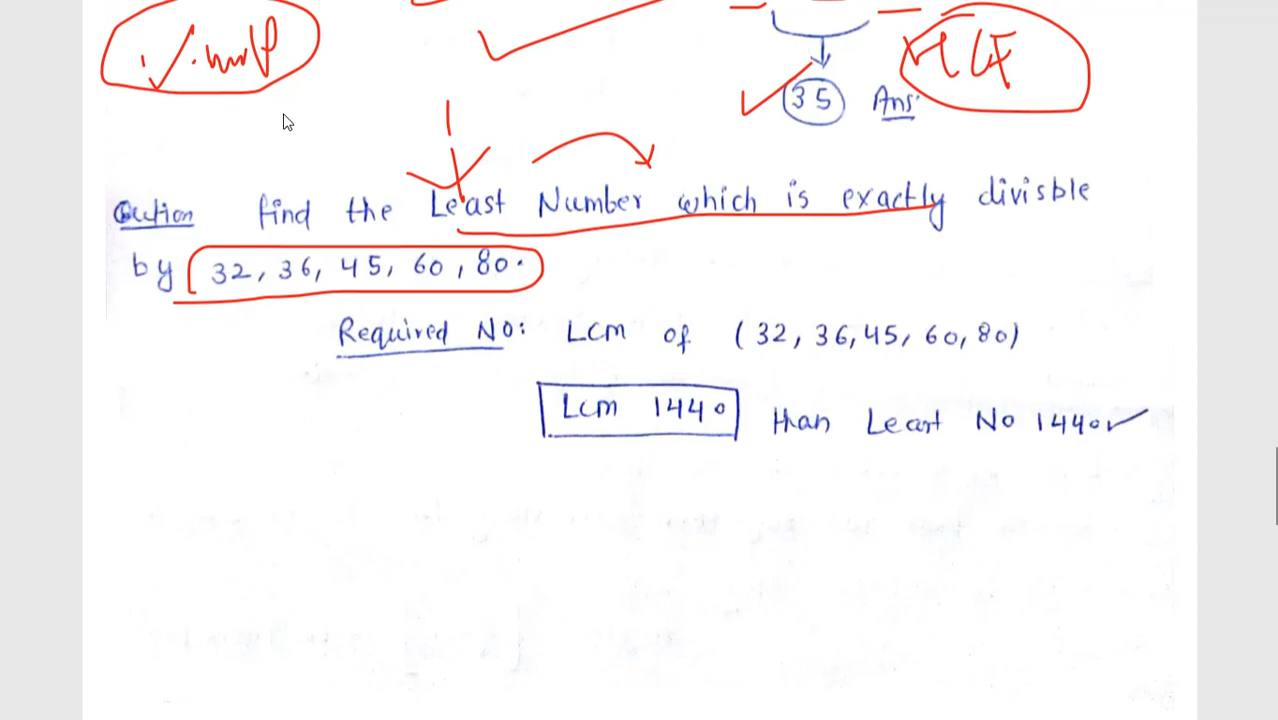 HCF
35 Ans.
Qution find the Least Number which is exactly divisble
by 32, 36, 45, 60, 80.
Required No: Lcm of (32, 36, 45, 60, 80)
Lcm 1440 than Least No 1440